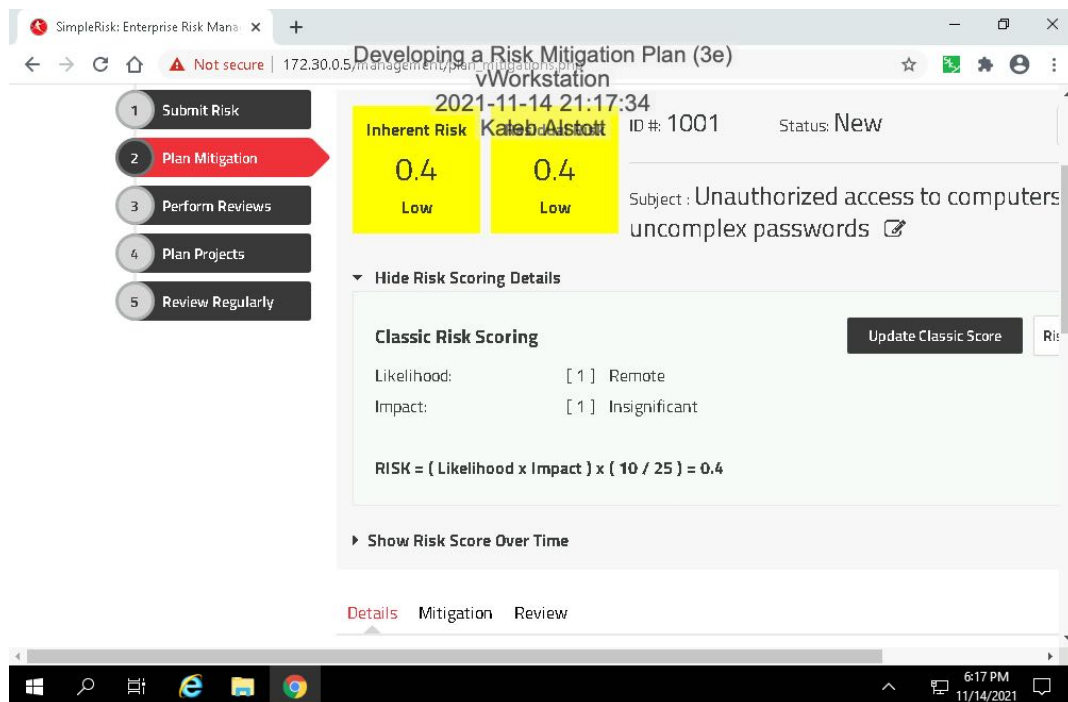 SimpleRisk: Enterprise Risk Mana
Not secure | 172.30.0.5/management/plan_mitigations.php
Developing a Risk Mitigation Plan (3e)
vWorkstation
2021-11-14 21:17:34
Kaleb Alstott
1 Submit Risk
2 Plan Mitigation
3 Perform Reviews
4 Plan Projects
5 Review Regularly
Inherent Risk
0.4
Low
Residual Risk
0.4
Low
ID #: 1001 Status: New
Subject : Unauthorized access to computers
uncomplex passwords
Hide Risk Scoring Details
Classic Risk Scoring
Update Classic Score
Likelihood: [ 1 ] Remote
Impact: [ 1 ] Insignificant
RISK = ( Likelihood x Impact ) x ( 10 / 25 ) = 0.4
Show Risk Score Over Time
Details Mitigation Review
6:17 PM
11/14/2021